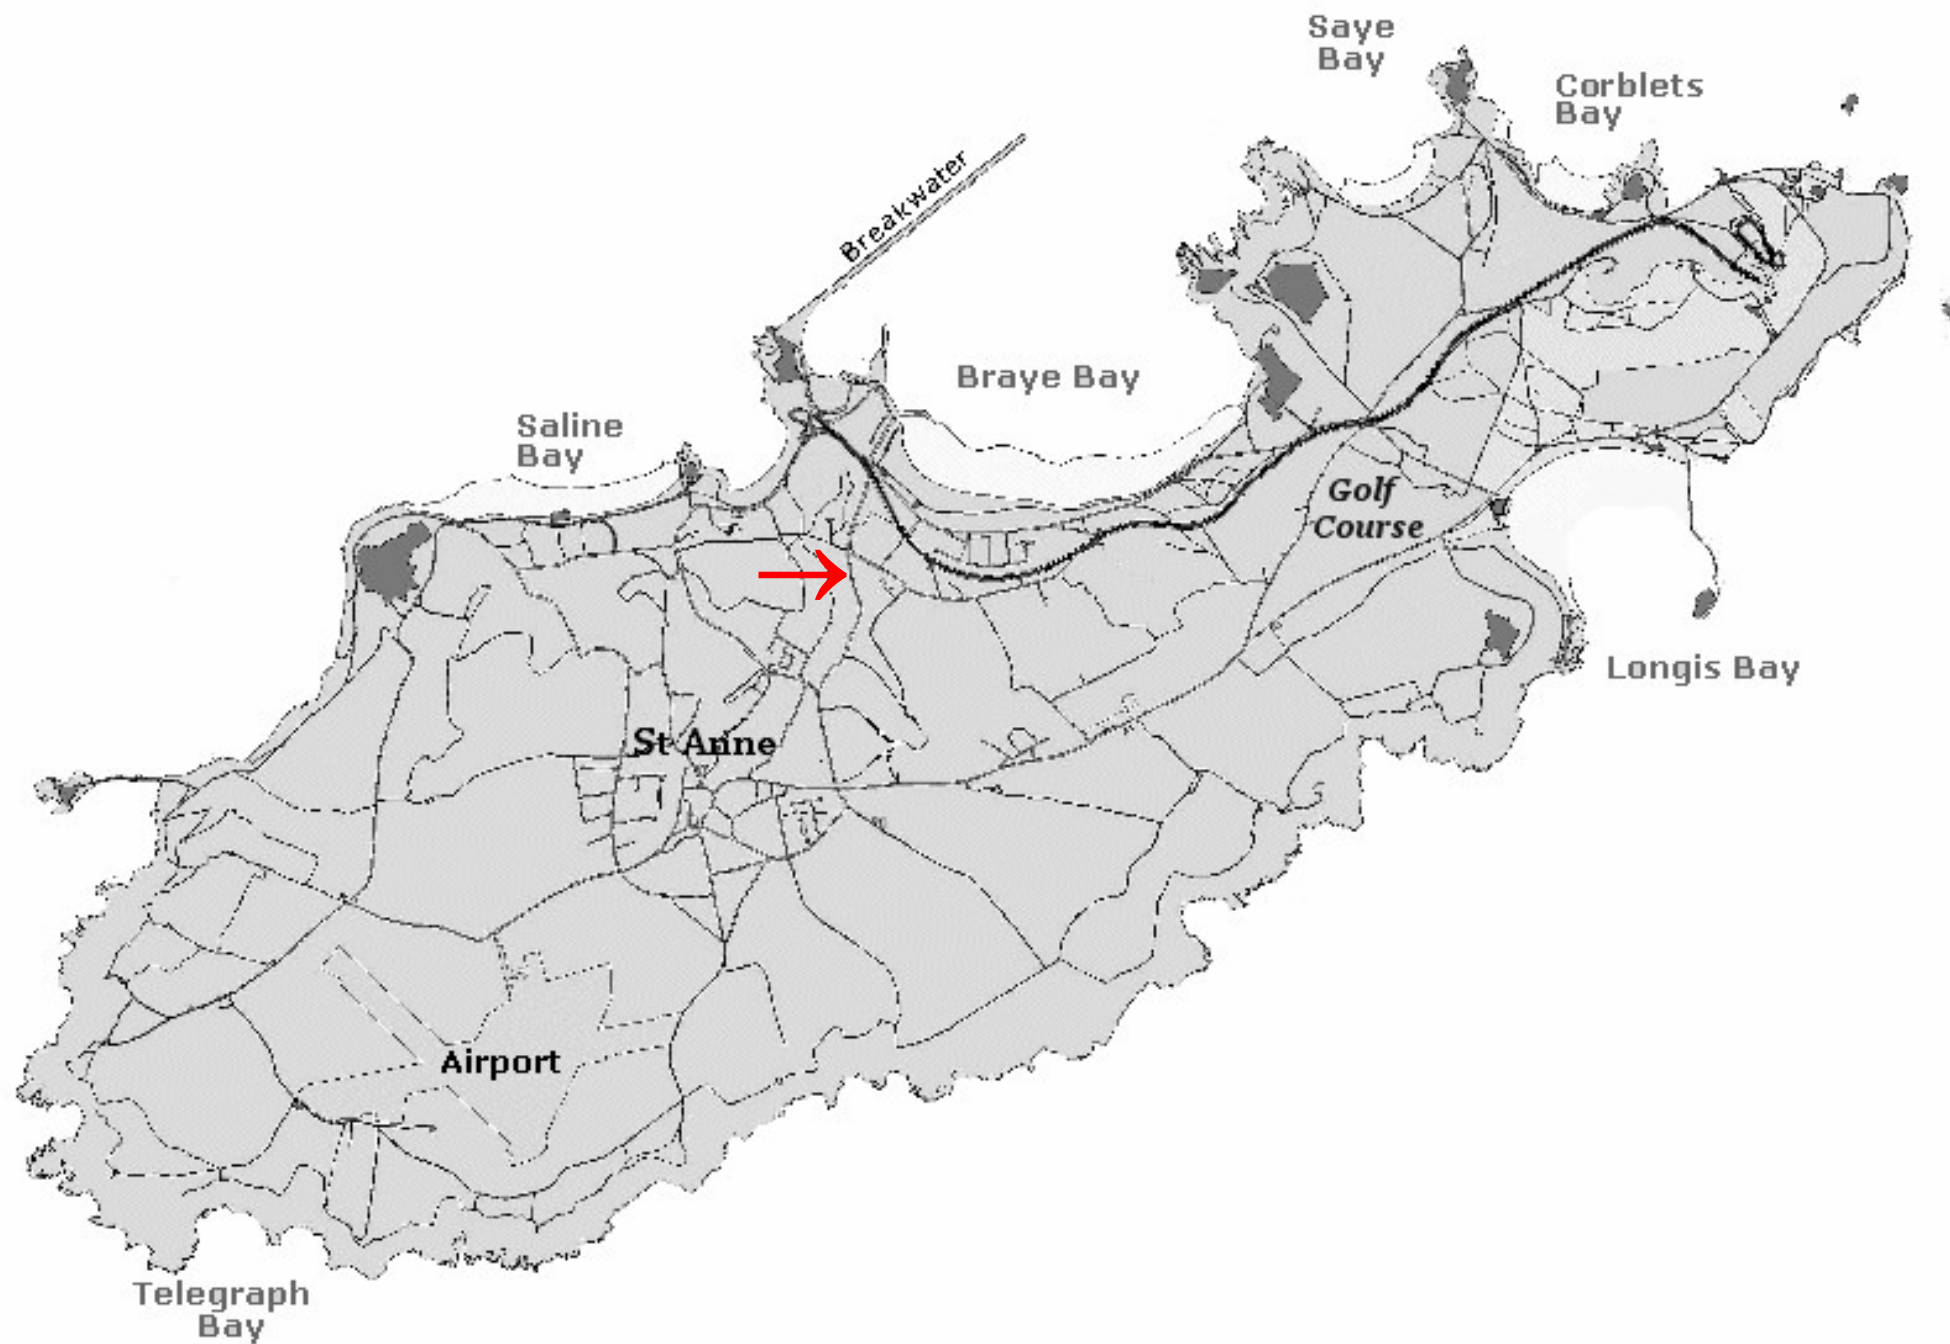 Saye
Bay
Corblets
Bay
Breakwater
Braye Bay
Saline
Bay
Golf
Course
Longis Bay
St Anne
Airport
Telegraph
Bay